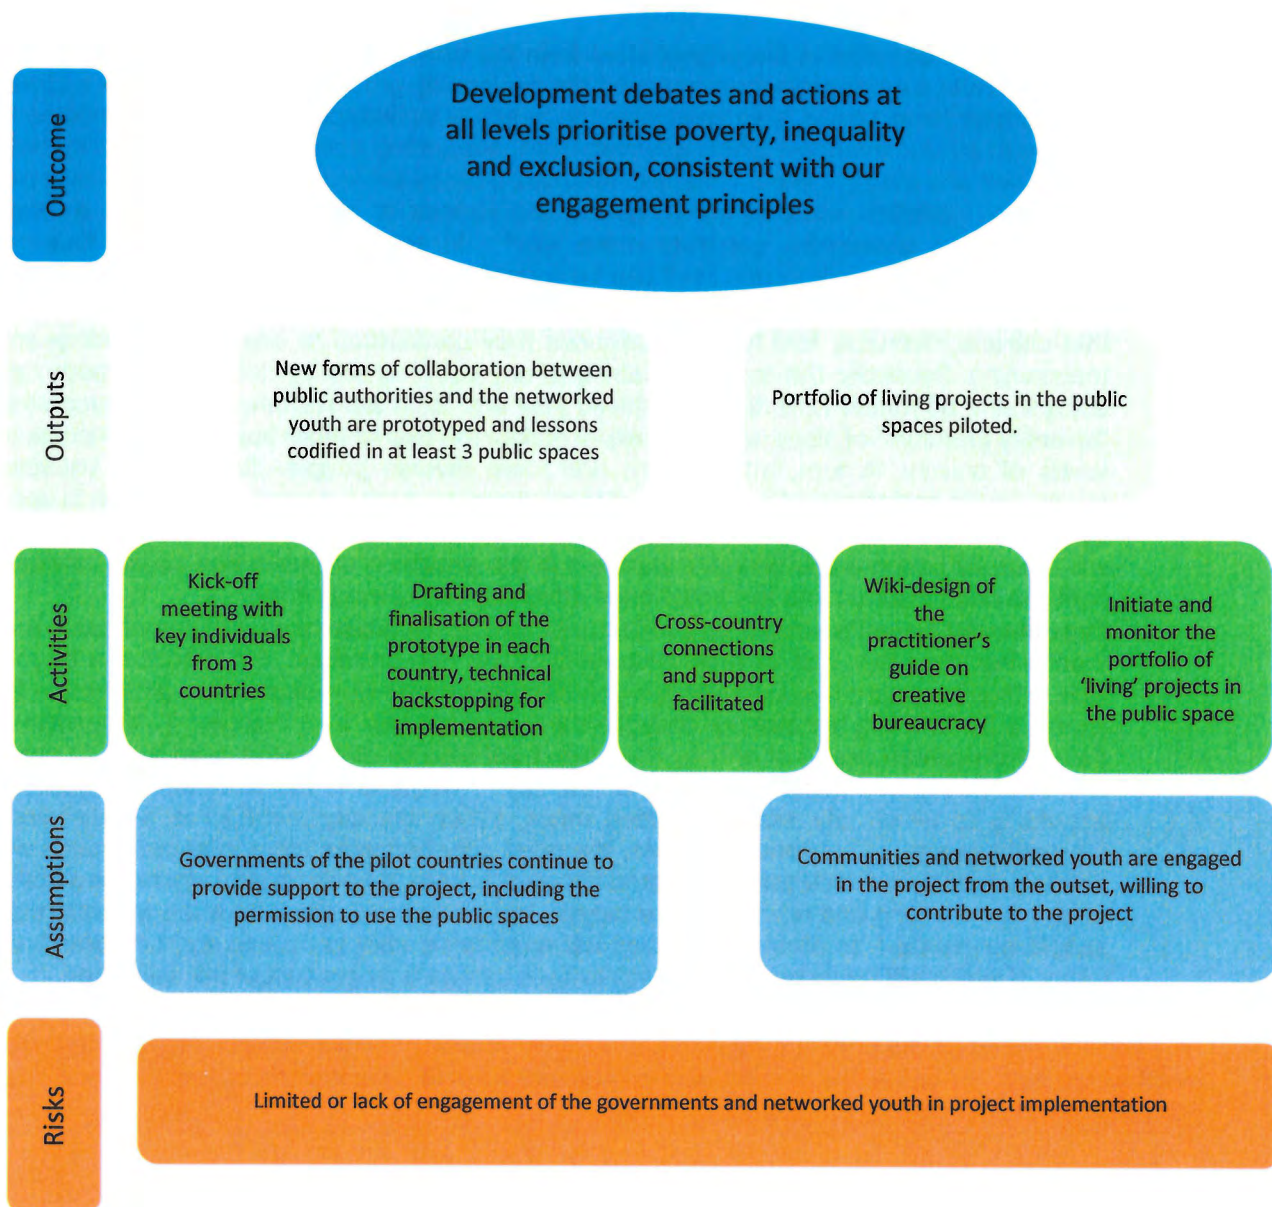 Outcome
Development debates and actions at
all levels prioritise poverty, inequality
and exclusion, consistent with our
engagement principles
Outputs
New forms of collaboration between
public authorities and the networked
youth are prototyped and lessons
codified in at least 3 public spaces
Portfolio of living projects in the public
spaces piloted.
Activities
Kick-off
meeting with
key individuals
from 3
countries
Drafting and
finalisation of the
prototype in each
country, technical
backstopping for
implementation
Cross-country
connections
and support
facilitated
Wiki-design of
the
practitioner's
guide on
creative
bureaucracy
Initiate and
monitor the
portfolio of
‘living’ projects in
the public space
Assumptions
Governments of the pilot countries continue to
provide support to the project, including the
permission to use the public spaces
Communities and networked youth are engaged
in the project from the outset, willing to
contribute to the project
Risks
Limited or lack of engagement of the governments and networked youth in project implementation